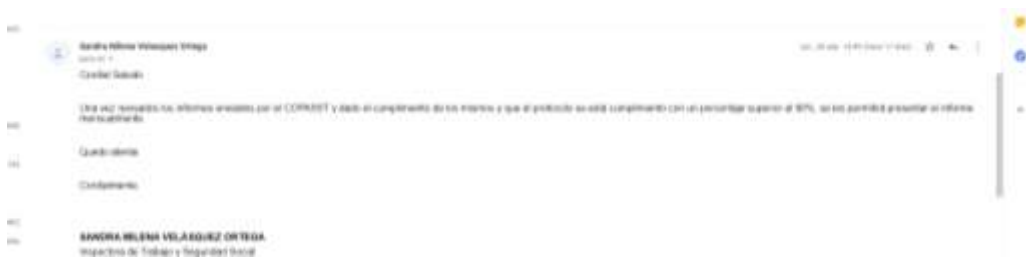 Sandra Milena Velasquez Ortega
para mí
Cordial Saludo
Una vez revisados los informes enviados por el COPASST y dado el cumplimiento de los mismos y que el protocolo se está cumpliendo con un porcentaje superior al 90%, se les permitirá presentar el informe
mensualmente.
Quedo atenta
Cordialmente,
SANDRA MILENA VELASQUEZ ORTEGA
Inspectora de Trabajo y Seguridad Social